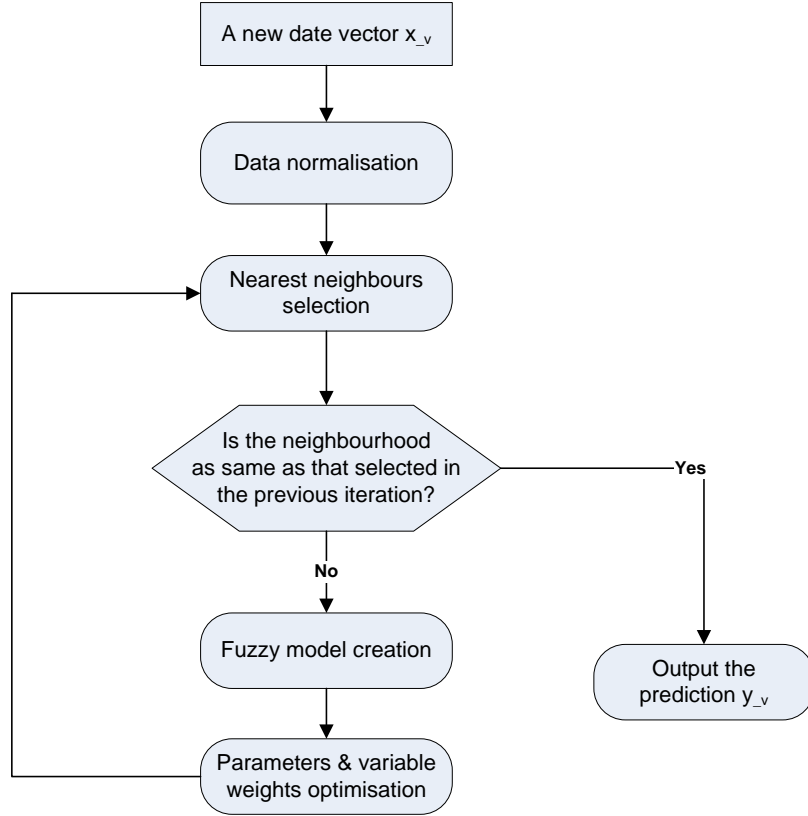 A new date vector x_v
Data normalisation
Nearest neighbours
selection
Is the neighbourhood
as same as that selected in
the previous iteration?
Yes
No
Fuzzy model creation
Output the
prediction y_v
Parameters & variable
weights optimisation